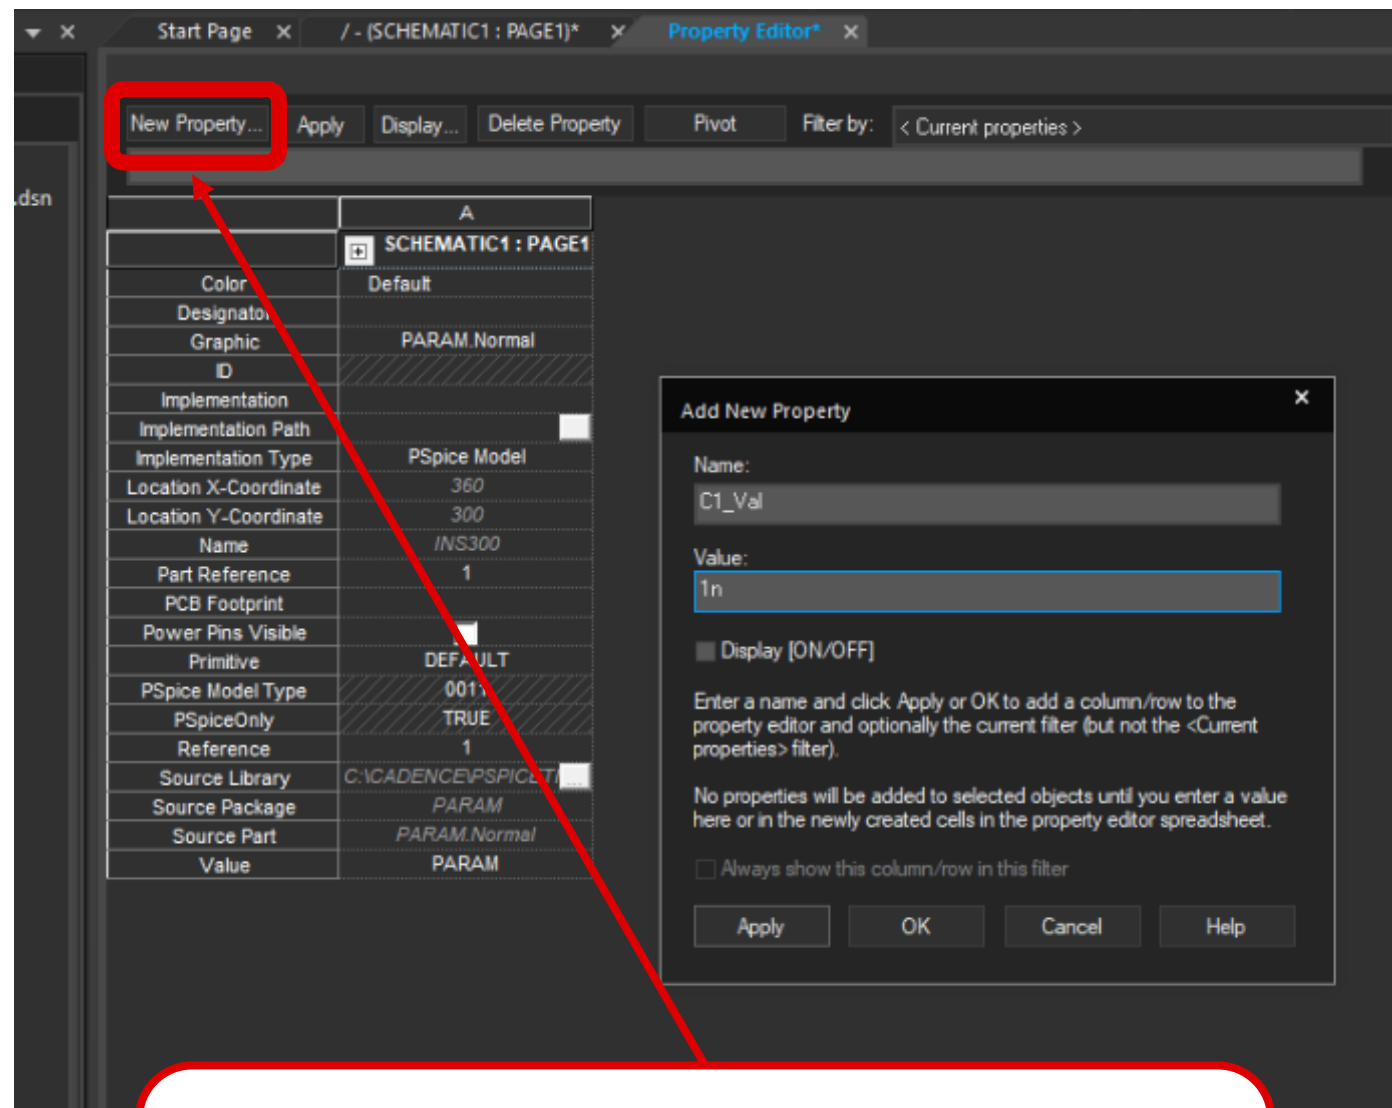 Start Page
/ - (SCHEMATIC1 : PAGE1)*
Property Editor*
New Property...
Apply
Display...
Delete Property
Pivot
Filter by:
< Current properties >
.dsn
A
SCHEMATIC1 : PAGE1
Color Default
Designator
Graphic PARAM.Normal
ID
Implementation
Implementation Path
Implementation Type PSpice Model
Location X-Coordinate 360
Location Y-Coordinate 300
Name INS300
Part Reference 1
PCB Footprint
Power Pins Visible
Primitive DEFAULT
PSpice Model Type 0011
PSpiceOnly TRUE
Reference 1
Source Library C:\CADENCE\PSPICE ...
Source Package PARAM
Source Part PARAM.Normal
Value PARAM
Add New Property
Name:
C1_Val
Value:
1n
Display [ON/OFF]
Enter a name and click Apply or OK to add a column/row to the
property editor and optionally the current filter (but not the <Current
properties> filter).
No properties will be added to selected objects until you enter a value
here or in the newly created cells in the property editor spreadsheet.
Always show this column/row in this filter
Apply
OK
Cancel
Help